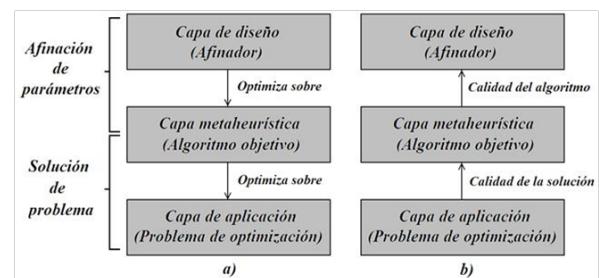 Afinación
de
parámetros
Solución
de
problema
Capa de diseño
(Afinador)
Optimiza sobre
Capa metaheurística
(Algoritmo objetivo)
Optimiza sobre
Capa de aplicación
(Problema de optimización)
a)
Capa de diseño
(Afinador)
Calidad del algoritmo
Capa metaheurística
(Algoritmo objetivo)
Calidad de la solución
Capa de aplicación
(Problema de optimización)
b)